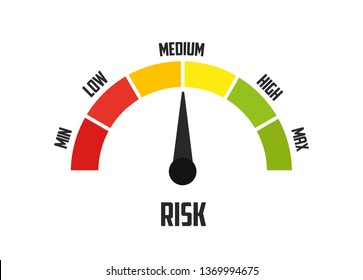 MEDIUM
LOW
HIGH
MIN
MAX
RISK
shutterstock.com · 1369994675